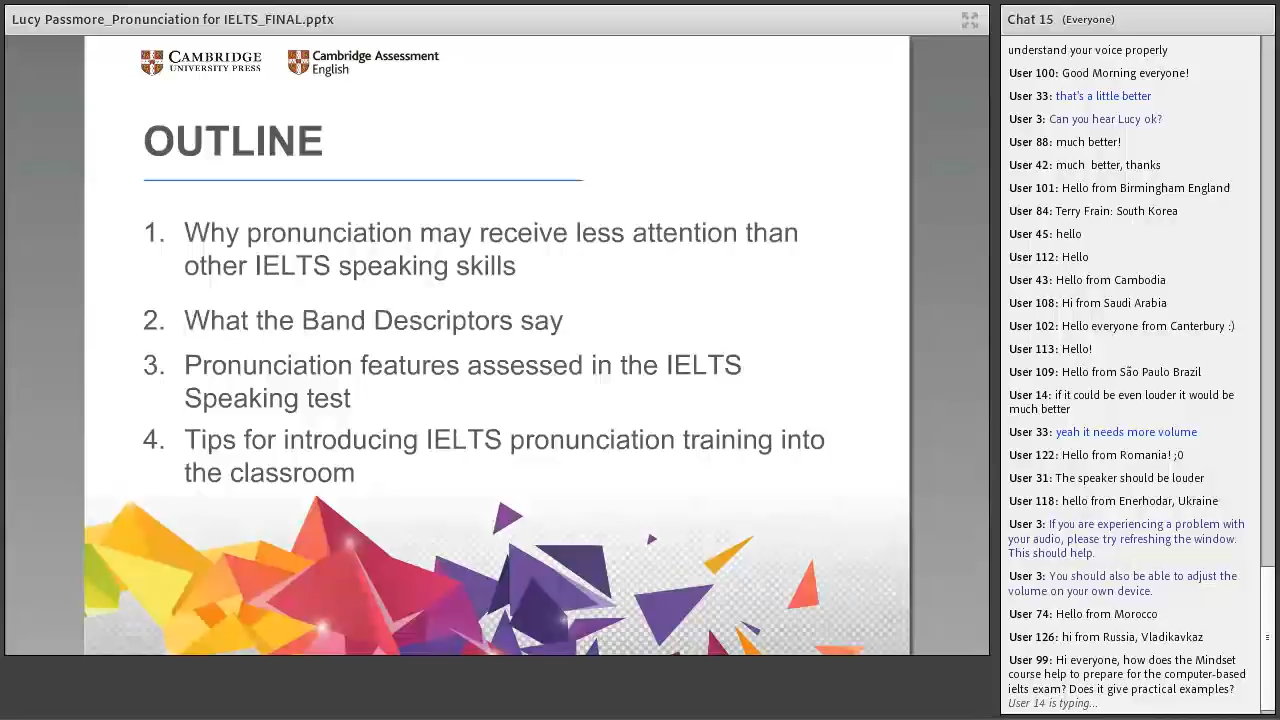 Lucy Passmore_Pronunciation for IELTS_FINAL.pptx
CAMBRIDGE
UNIVERSITY PRESS
Cambridge Assessment
English
OUTLINE
1. Why pronunciation may receive less attention than
other IELTS speaking skills
2. What the Band Descriptors say
3. Pronunciation features assessed in the IELTS
Speaking test
4. Tips for introducing IELTS pronunciation training into
the classroom
Chat 15 (Everyone)
understand your voice properly
User 100: Good Morning everyone!
User 33: that's a little better
User 3: Can you hear Lucy ok?
User 88: much better!
User 42: much better, thanks
User 101: Hello from Birmingham England
User 84: Terry Frain: South Korea
User 45: hello
User 112: Hello
User 43: Hello from Cambodia
User 108: Hi from Saudi Arabia
User 102: Hello everyone from Canterbury :)
User 113: Hello!
User 109: Hello from São Paulo Brazil
User 14: if it could be even louder it would be
much better
User 33: yeah it needs more volume
User 122: Hello from Romania! ;0
User 31: The speaker should be louder
User 118: hello from Enerhodar, Ukraine
User 3: If you are experiencing a problem with
your audio, please try refreshing the window.
This should help.
User 3: You should also be able to adjust the
volume on your own device.
User 74: Hello from Morocco
User 126: hi from Russia, Vladikavkaz
User 99: Hi everyone, how does the Mindset
course help to prepare for the computer-based
ielts exam? Does it give practical examples?
User 14 is typing...